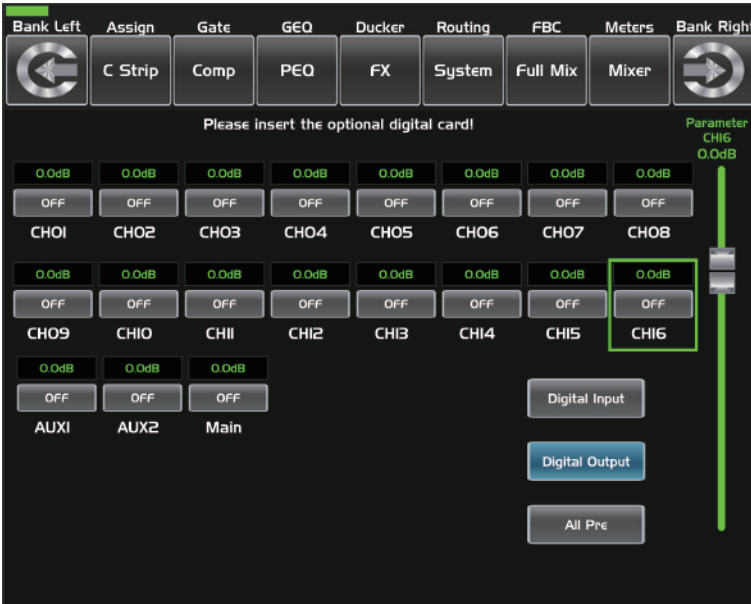 Bank Left Assign Gate GEQ Ducker Routing FBC Meters Bank Righ
C Strip Comp PEQ FX System Full Mix Mixer
Please insert the optional digital card!
Parameter
CH16
0.0dB
0.0dB 0.0dB 0.0dB 0.0dB 0.0dB 0.0dB 0.0dB 0.0dB
OFF OFF OFF OFF OFF OFF OFF OFF
CH01 CH02 CH03 CH04 CH05 CH06 CH07 CH08
0.0dB 0.0dB 0.0dB 0.0dB 0.0dB 0.0dB 0.0dB 0.0dB
OFF OFF OFF OFF OFF OFF OFF OFF
CH09 CH10 CH11 CH12 CH13 CH14 CH15 CH16
0.0dB 0.0dB 0.0dB
OFF OFF OFF
AUX1 AUX2 Main
Digital Input
Digital Output
All Pre